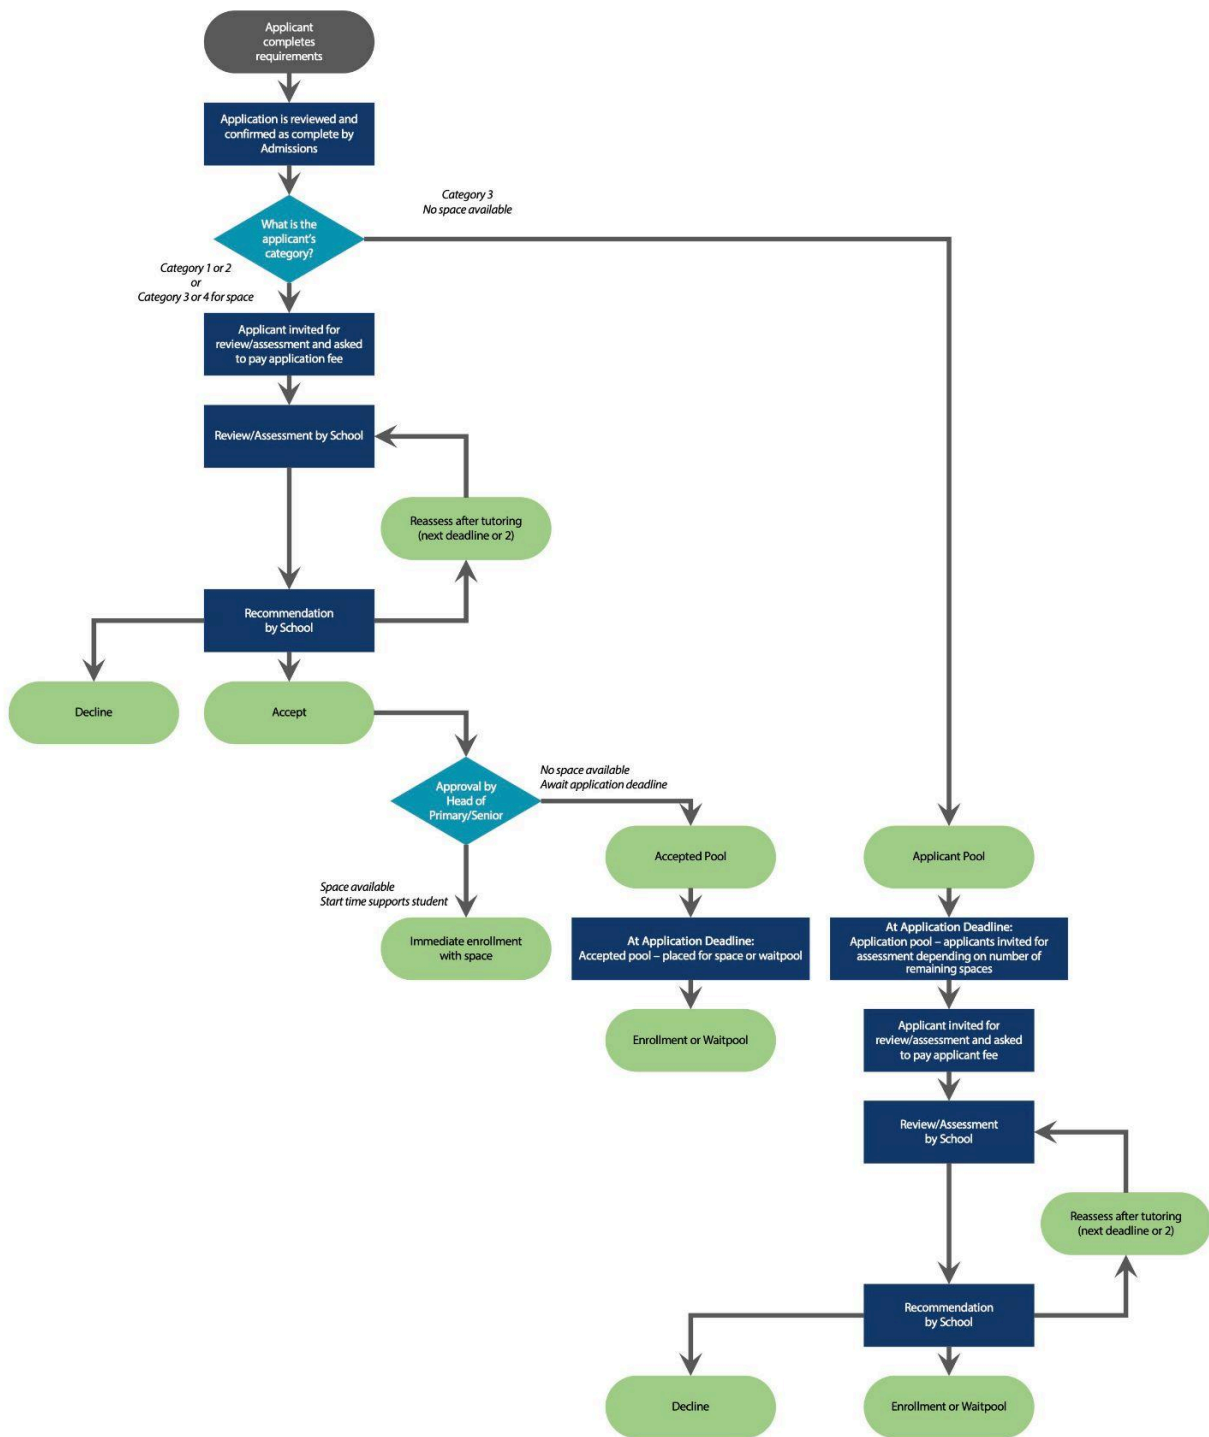 Applicant
completes
requirements
Application is reviewed and
confirmed as complete by
Admissions
Category 3
No space available
What is the
applicant's
category?
Category 1 or 2
or
Category 3 or 4 for space
Applicant invited for
review/assessment and asked
to pay application fee
Review/Assessment by School
Reassess after tutoring
(next deadline or 2)
Recommendation
by School
Decline
Accept
No space available
Await application deadline
Approval by
Head of
Primary/Senior
Accepted Pool
Applicant Pool
Space available
Start time supports student
Immediate enrollment
with space
At Application Deadline:
Accepted pool – placed for space or waitpool
At Application Deadline:
Application pool – applicants invited for
assessment depending on number of
remaining spaces
Enrollment or Waitpool
Applicant invited for
review/assessment and asked
to pay applicant fee
Review/Assessment
by School
Reassess after tutoring
(next deadline or 2)
Recommendation
by School
Decline
Enrollment or Waitpool